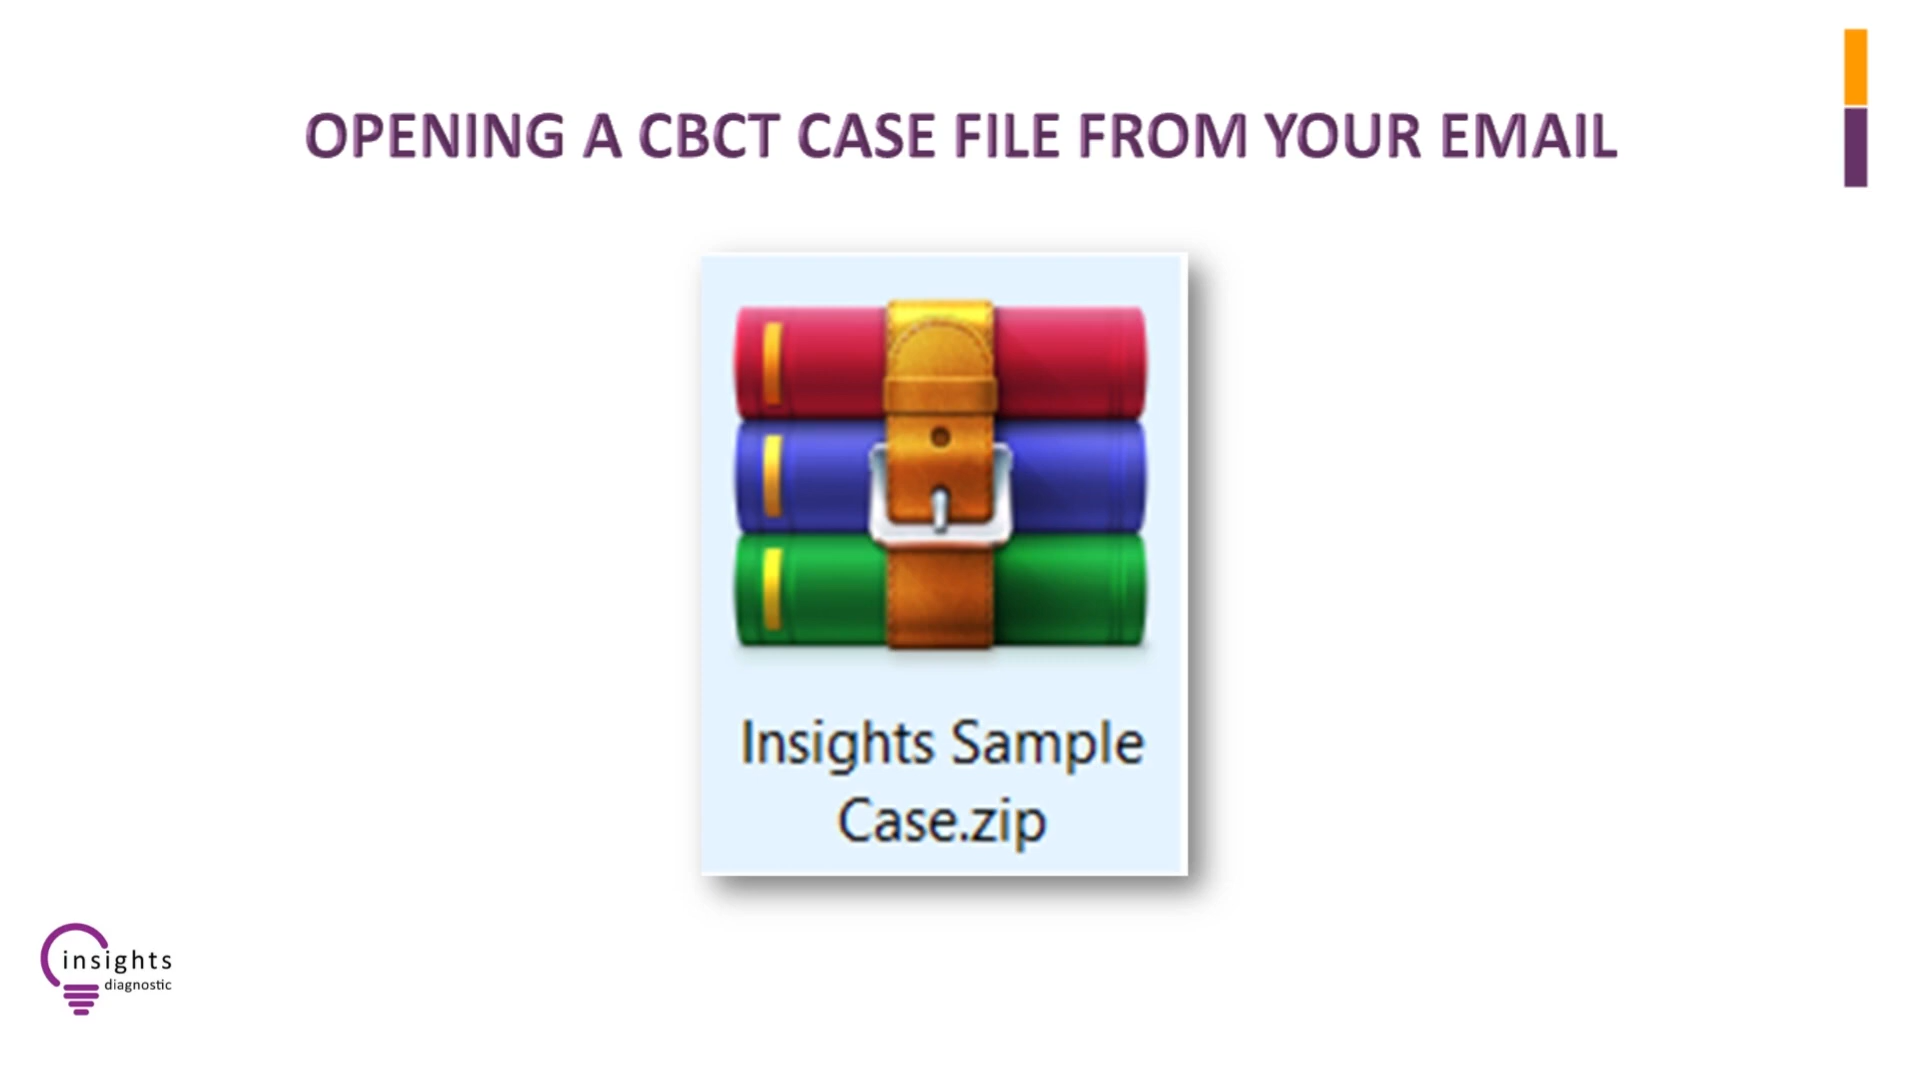 OPENING A CBCT CASE FILE FROM YOUR EMAIL
Insights Sample
Case.zip
insights
diagnostic